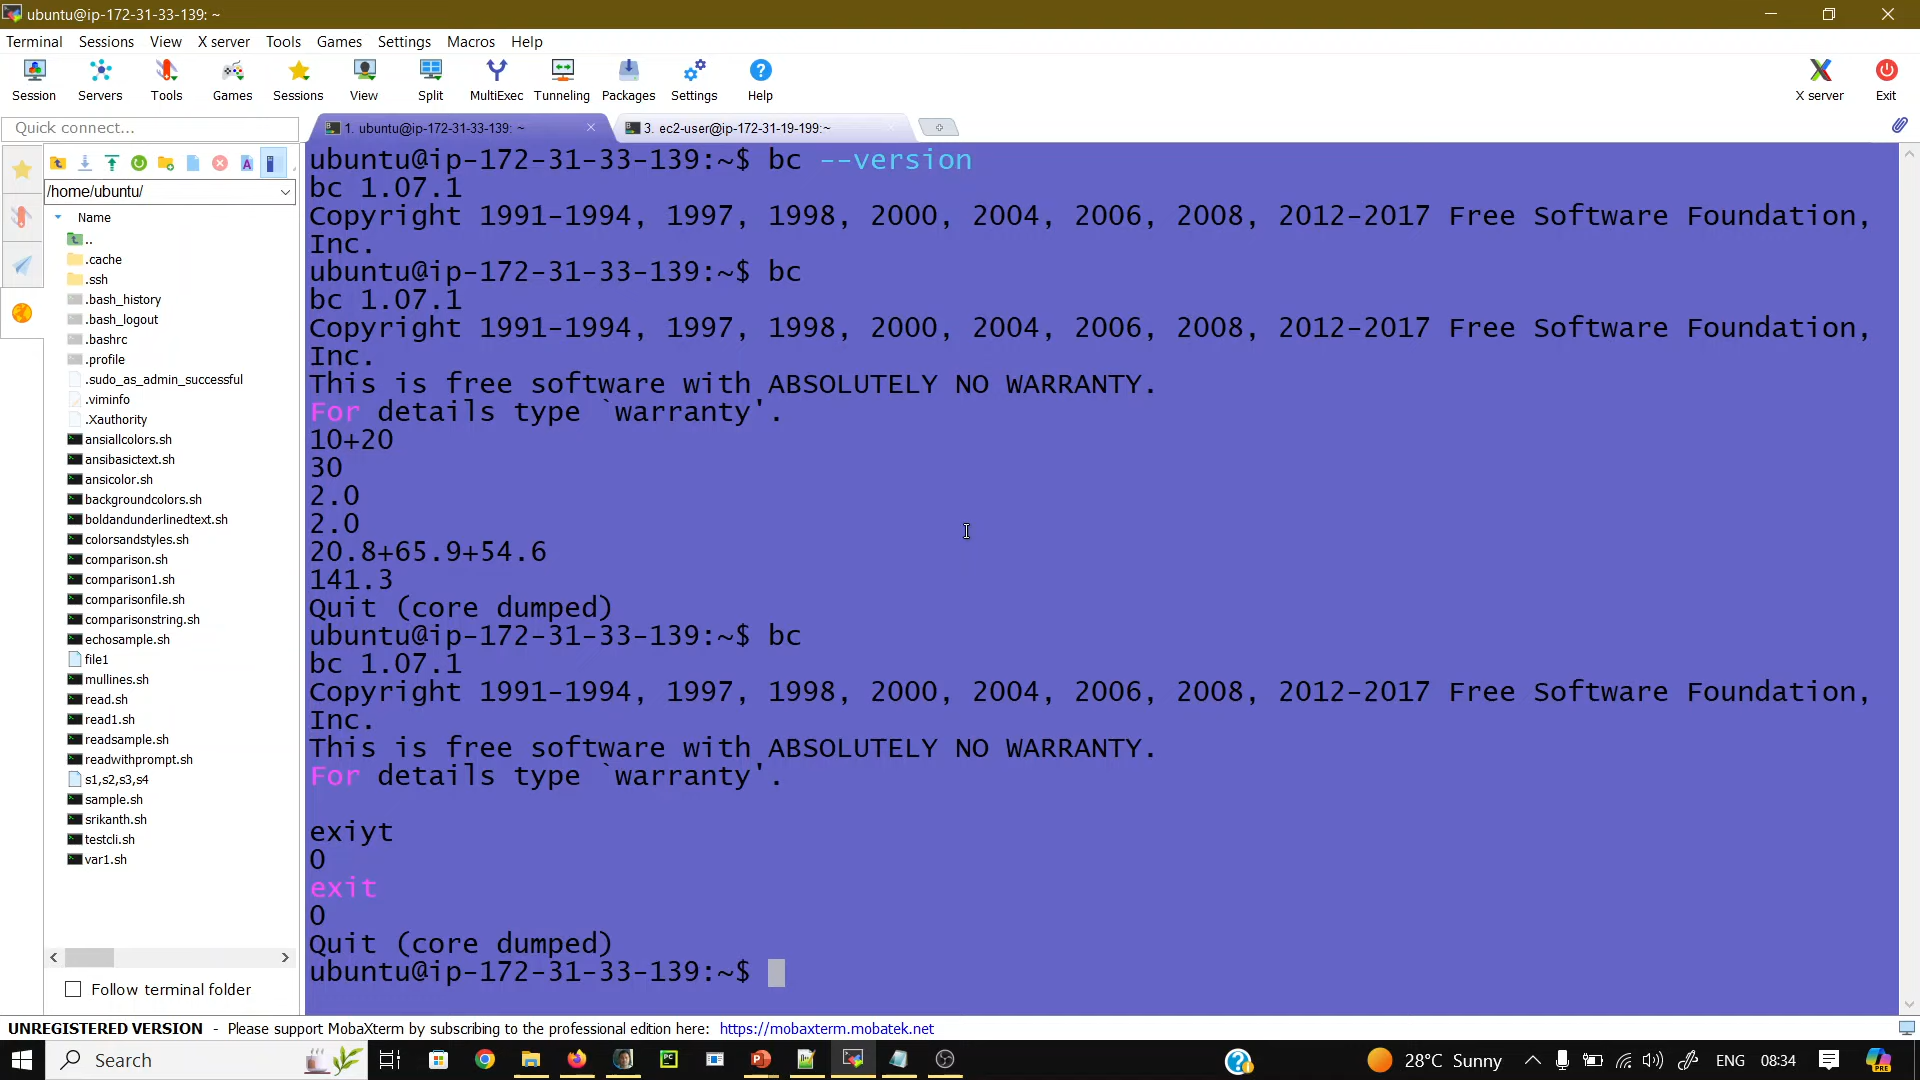 ubuntu@ip-172-31-33-139: ~
Terminal Sessions View X server Tools Games Settings Macros Help
Session Servers Tools Games Sessions View Split MultiExec Tunneling Packages Settings Help X server Exit
Quick connect...
1. ubuntu@ip-172-31-33-139: ~
3. ec2-user@ip-172-31-19-199:~
/home/ubuntu/
Name
..
.cache
.ssh
.bash_history
.bash_logout
.bashrc
.profile
.sudo_as_admin_successful
.viminfo
.Xauthority
ansiallcolors.sh
ansibasictext.sh
ansicolor.sh
backgroundcolors.sh
boldandunderlinedtext.sh
colorsandstyles.sh
comparison.sh
comparison1.sh
comparisonfile.sh
comparisonstring.sh
echosample.sh
file1
mullines.sh
read.sh
read1.sh
readsample.sh
readwithprompt.sh
s1,s2,s3,s4
sample.sh
srikanth.sh
testcli.sh
var1.sh
Follow terminal folder
ubuntu@ip-172-31-33-139:~$ bc --version
bc 1.07.1
Copyright 1991-1994, 1997, 1998, 2000, 2004, 2006, 2008, 2012-2017 Free Software Foundation,
Inc.
ubuntu@ip-172-31-33-139:~$ bc
bc 1.07.1
Copyright 1991-1994, 1997, 1998, 2000, 2004, 2006, 2008, 2012-2017 Free Software Foundation,
Inc.
This is free software with ABSOLUTELY NO WARRANTY.
For details type `warranty'.
10+20
30
2.0
2.0
20.8+65.9+54.6
141.3
Quit (core dumped)
ubuntu@ip-172-31-33-139:~$ bc
bc 1.07.1
Copyright 1991-1994, 1997, 1998, 2000, 2004, 2006, 2008, 2012-2017 Free Software Foundation,
Inc.
This is free software with ABSOLUTELY NO WARRANTY.
For details type `warranty'.
exiyt
0
exit
0
Quit (core dumped)
ubuntu@ip-172-31-33-139:~$
UNREGISTERED VERSION - Please support MobaXterm by subscribing to the professional edition here: https://mobaxterm.mobatek.net
Search
28°C Sunny
ENG
08:34